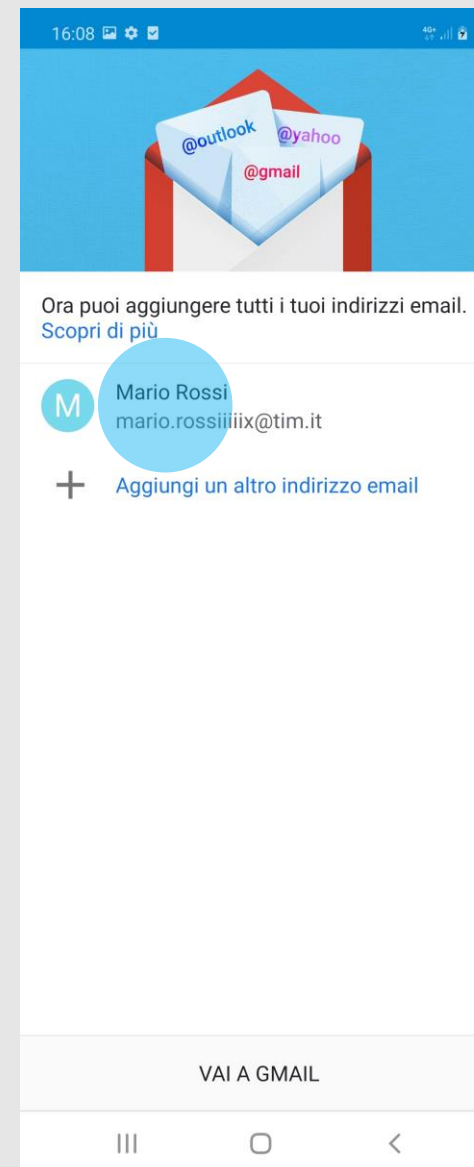 16:08
4G+
@outlook
@yahoo
@gmail
Ora puoi aggiungere tutti i tuoi indirizzi email.
Scopri di più
M
Mario Rossi
mario.rossiiiiix@tim.it
Aggiungi un altro indirizzo email
VAI A GMAIL